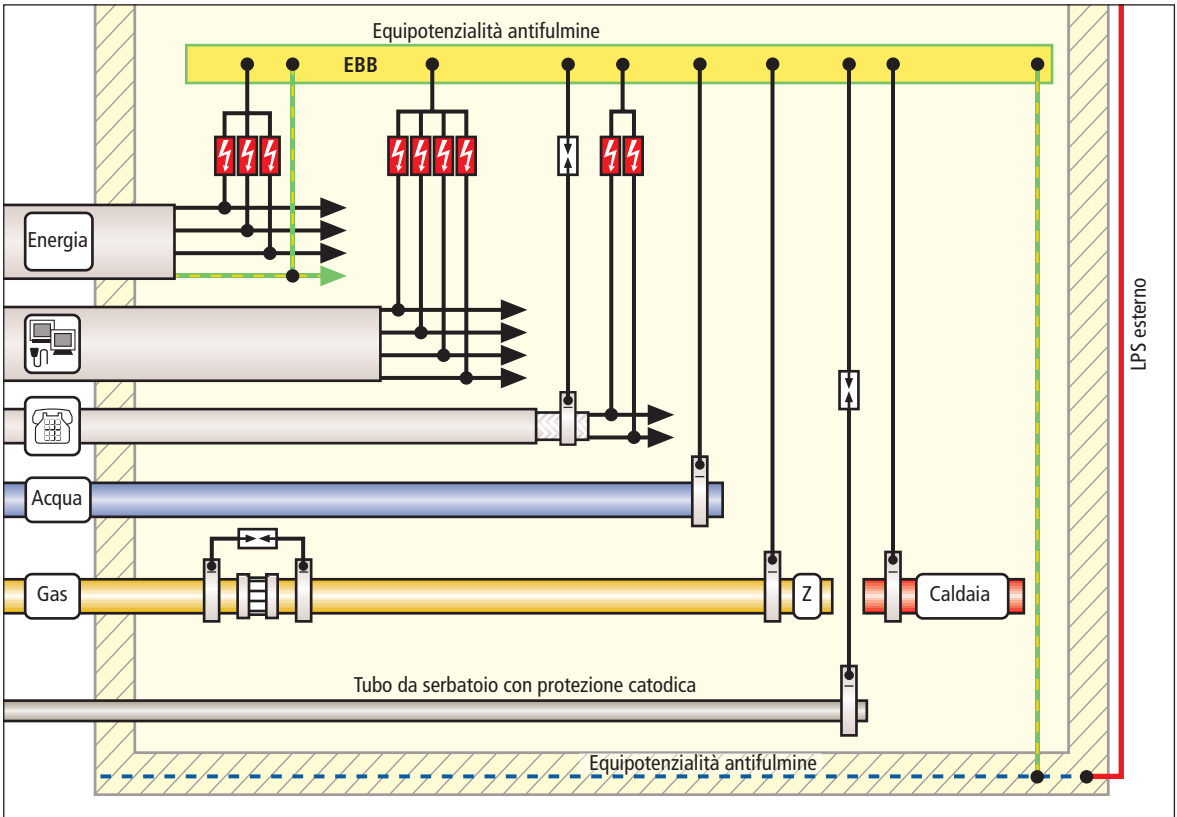 Equipotenzialità antifulmine
EBB
Energia
LPS esterno
Acqua
Gas
Z
Caldaia
Tubo da serbatoio con protezione catodica
Equipotenzialità antifulmine